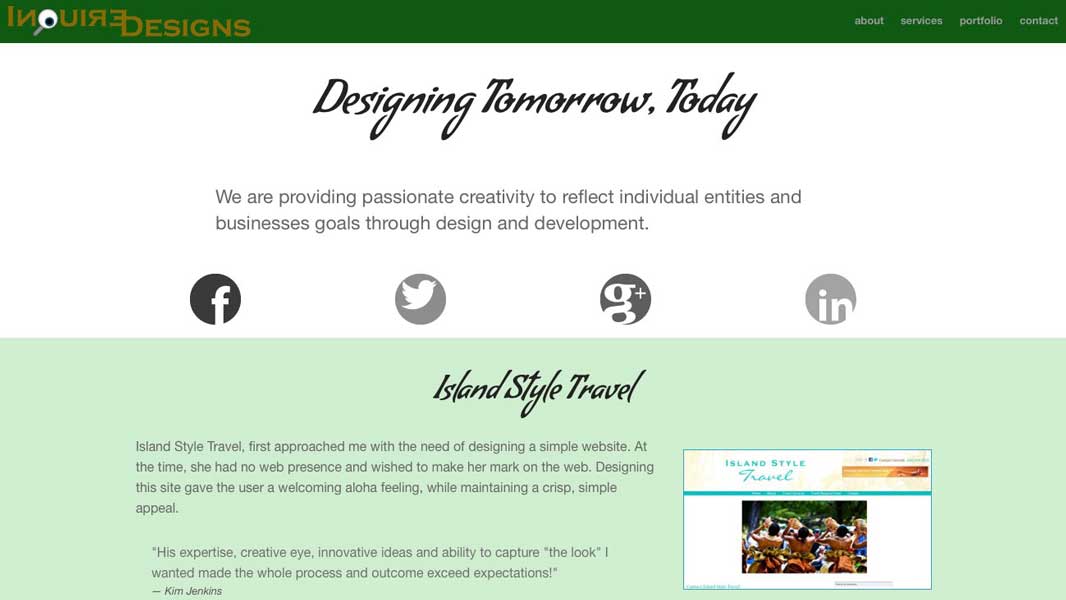 INQUIRE DESIGNS
about services portfolio contact
Designing Tomorrow, Today
We are providing passionate creativity to reflect individual entities and
businesses goals through design and development.
f g+ in
Island Style Travel
Island Style Travel, first approached me with the need of designing a simple website. At
the time, she had no web presence and wished to make her mark on the web. Designing
this site gave the user a welcoming aloha feeling, while maintaining a crisp, simple
appeal.
ISLAND STYLE
Travel
"His expertise, creative eye, innovative ideas and ability to capture "the look" I
wanted made the whole process and outcome exceed expectations!"
— Kim Jenkins